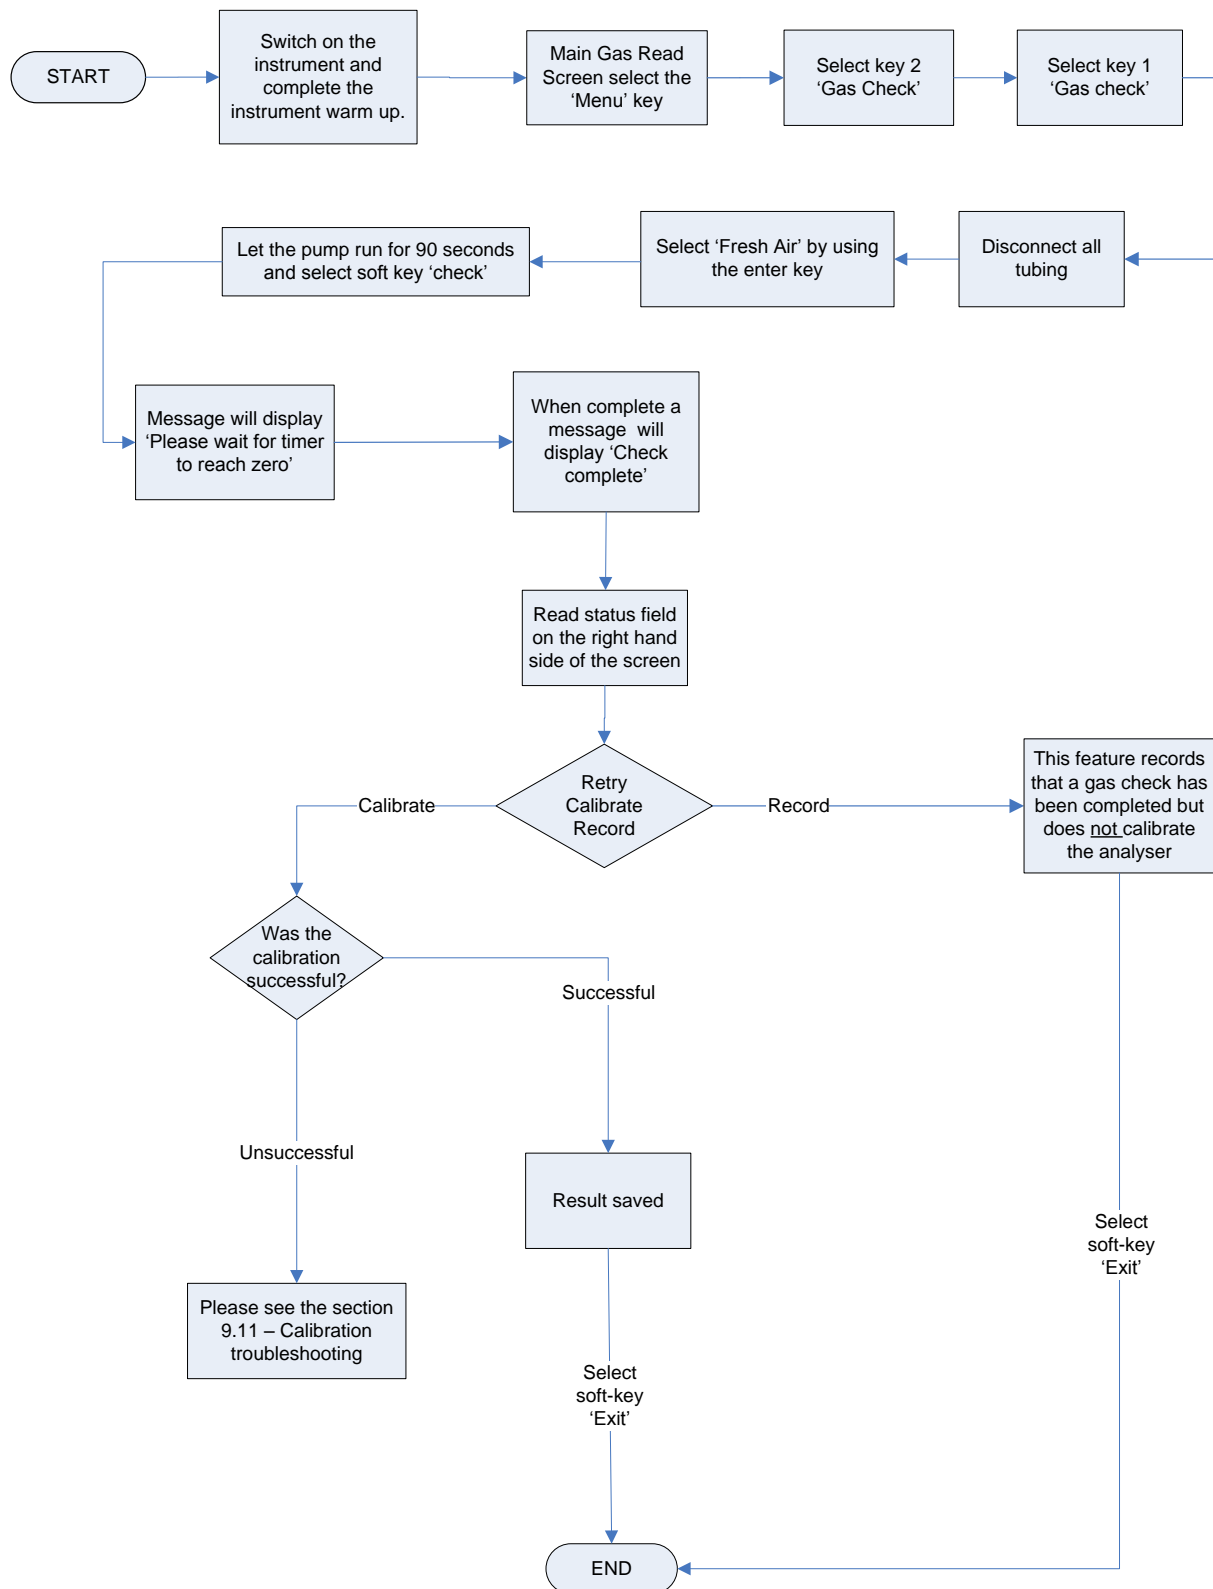 START
Switch on the
instrument and
complete the
instrument warm up.
Main Gas Read
Screen select the
‘Menu’ key
Select key 2
‘Gas Check’
Select key 1
‘Gas check’
Disconnect all
tubing
Select ‘Fresh Air’ by using
the enter key
Let the pump run for 90 seconds
and select soft key ‘check’
Message will display
‘Please wait for timer
to reach zero’
When complete a
message will
display ‘Check
complete’
Read status field
on the right hand
side of the screen
Retry
Calibrate
Record
Calibrate
Record
This feature records
that a gas check has
been completed but
does not calibrate
the analyser
Was the
calibration
successful?
Successful
Unsuccessful
Result saved
Please see the section
9.11 – Calibration
troubleshooting
Select
soft-key
‘Exit’
Select
soft-key
‘Exit’
END